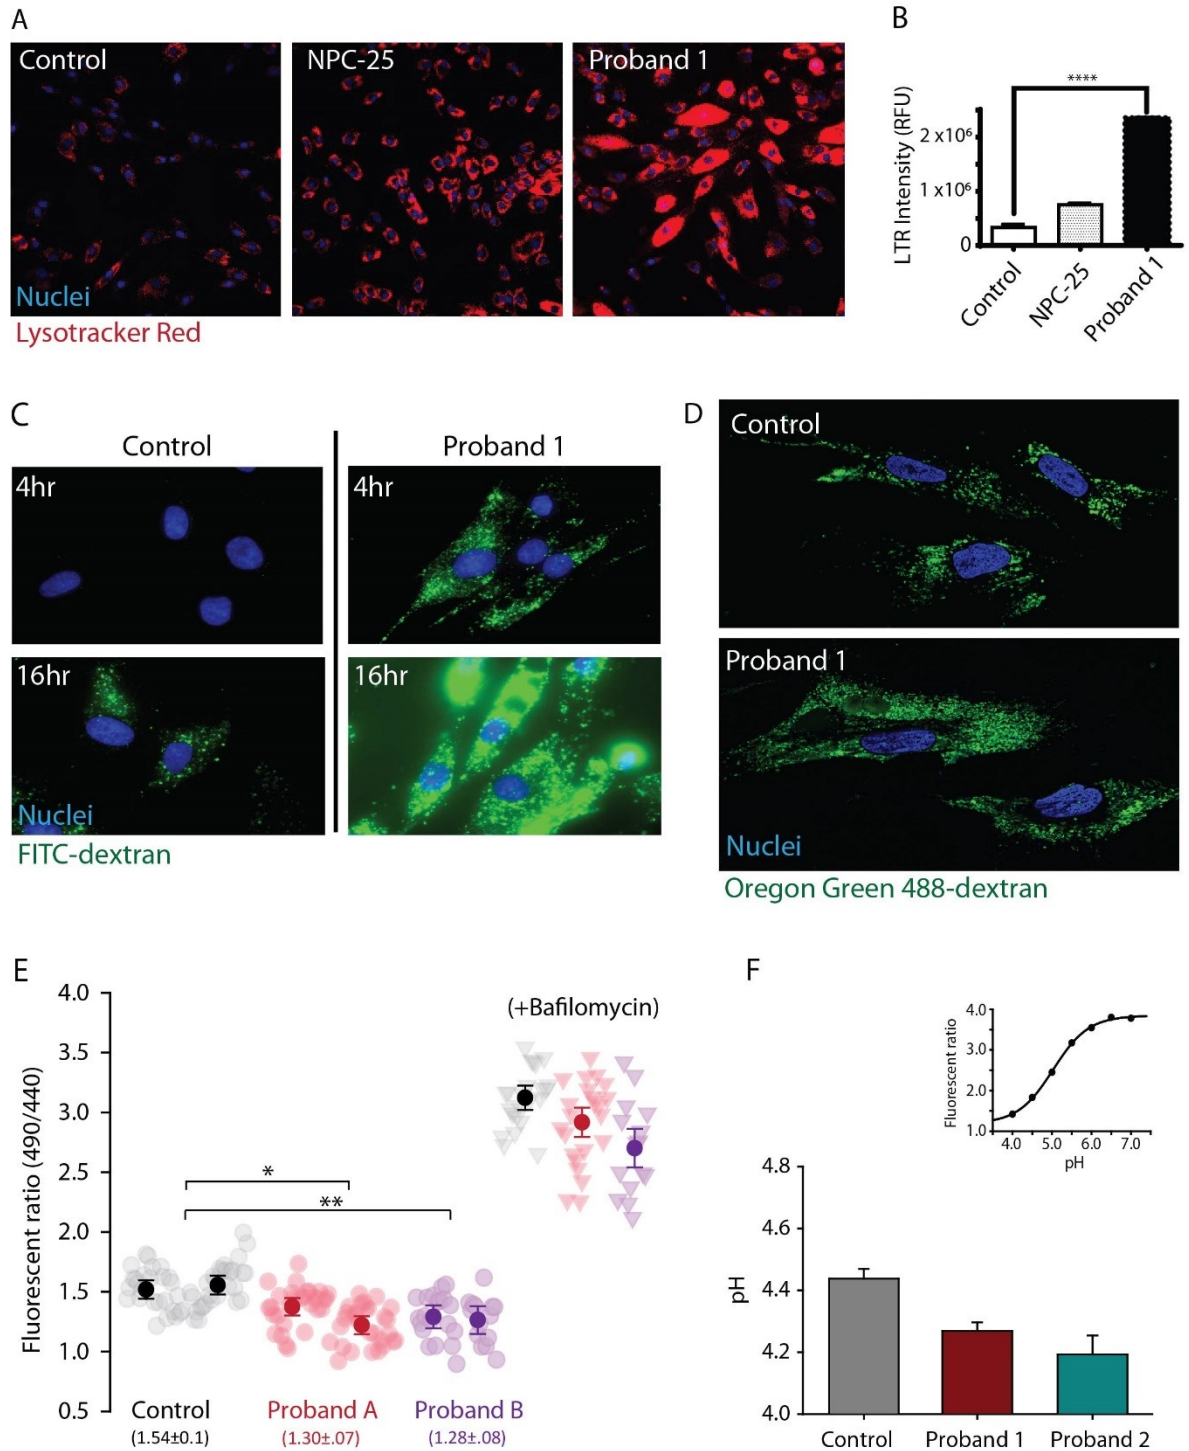 A
Control
NPC-25
Proband 1
Nuclei
Lysotracker Red
B
****
LTR Intensity (RFU)
2 x10⁶
1 x10⁶
0
Control
NPC-25
Proband 1
C
Control
Proband 1
4hr
4hr
16hr
16hr
Nuclei
FITC-dextran
D
Control
Proband 1
Nuclei
Oregon Green 488-dextran
E
Fluorescent ratio (490/440)
4.0
3.5
3.0
2.5
2.0
1.5
1.0
0.5
(+Bafilomycin)
*
**
Control
Proband A
Proband B
(1.54±0.1)
(1.30±.07)
(1.28±.08)
F
Fluorescent ratio
4.0
3.0
2.0
1.0
4.0 5.0 6.0 7.0
pH
pH
4.8
4.6
4.4
4.2
4.0
Control
Proband 1
Proband 2